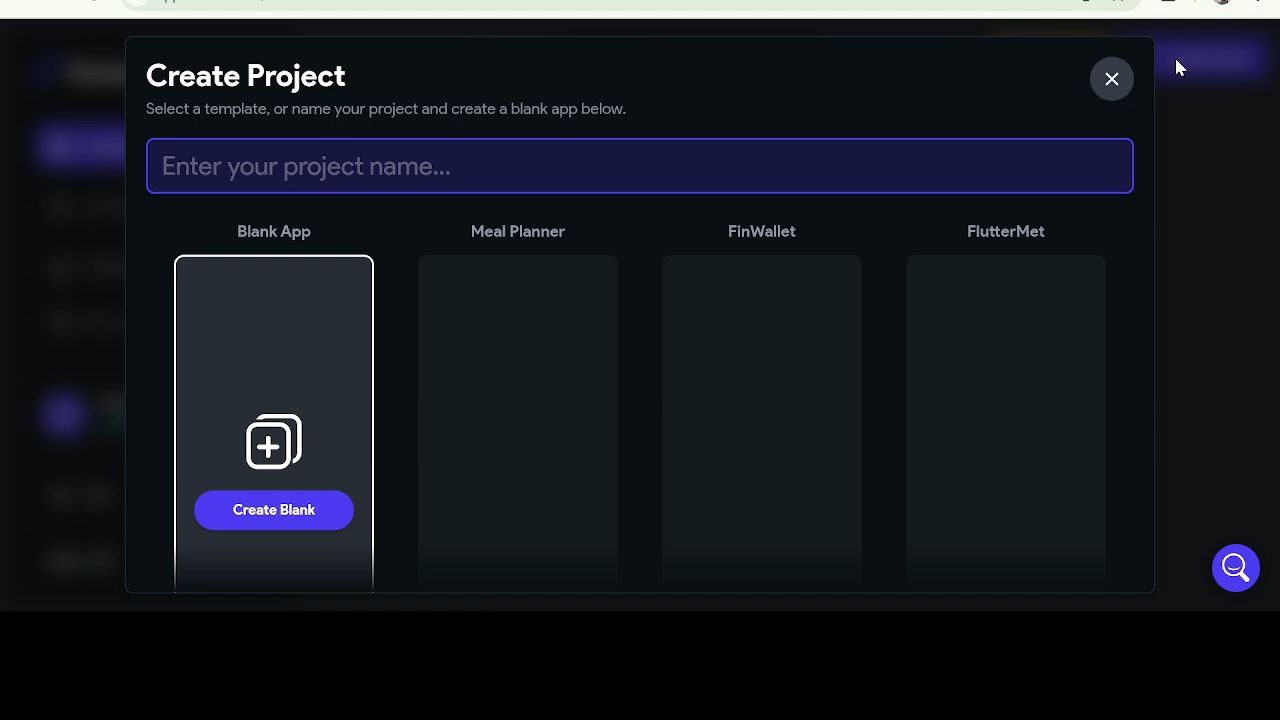 Create Project
Select a template, or name your project and create a blank app below.
Enter your project name...
Blank App
Meal Planner
FinWallet
FlutterMet
Create Blank